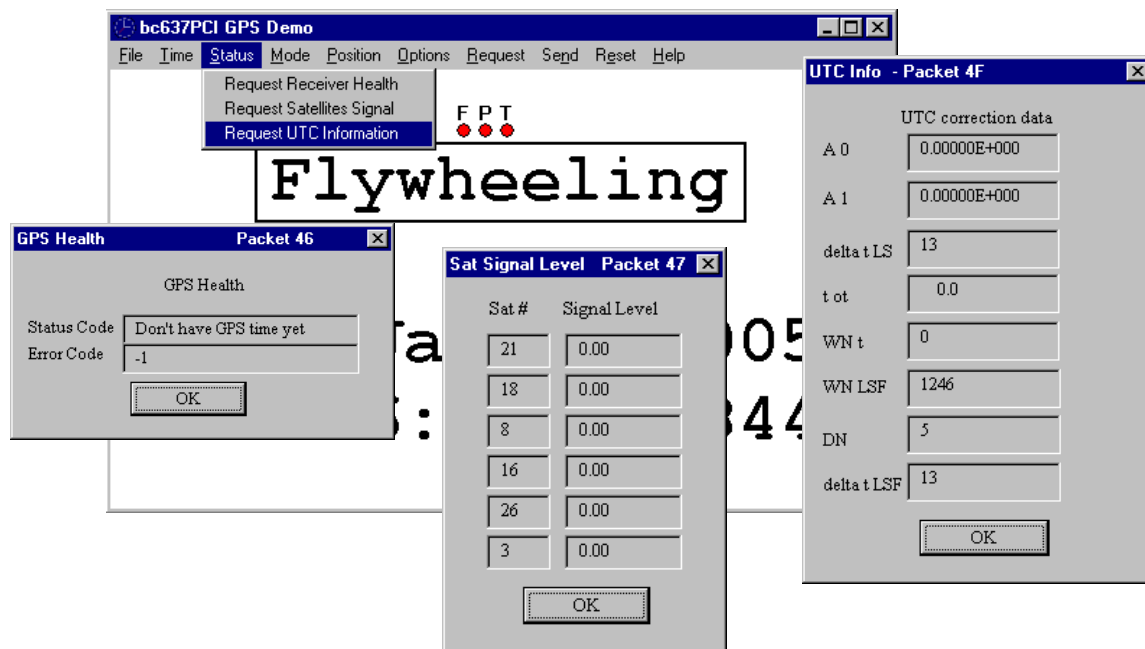 bc637PCI GPS Demo
File Time Status Mode Position Options Request Send Reset Help
Request Receiver Health
Request Satellites Signal
Request UTC Information
F P T
Flywheeling
GPS Health Packet 46
GPS Health
Status Code Don't have GPS time yet
Error Code -1
OK
Sat Signal Level Packet 47
Sat # Signal Level
21 0.00
18 0.00
8 0.00
16 0.00
26 0.00
3 0.00
OK
UTC Info - Packet 4F
UTC correction data
A 0 0.00000E+000
A 1 0.00000E+000
delta t LS 13
t ot 0.0
WN t 0
WN LSF 1246
DN 5
delta t LSF 13
OK